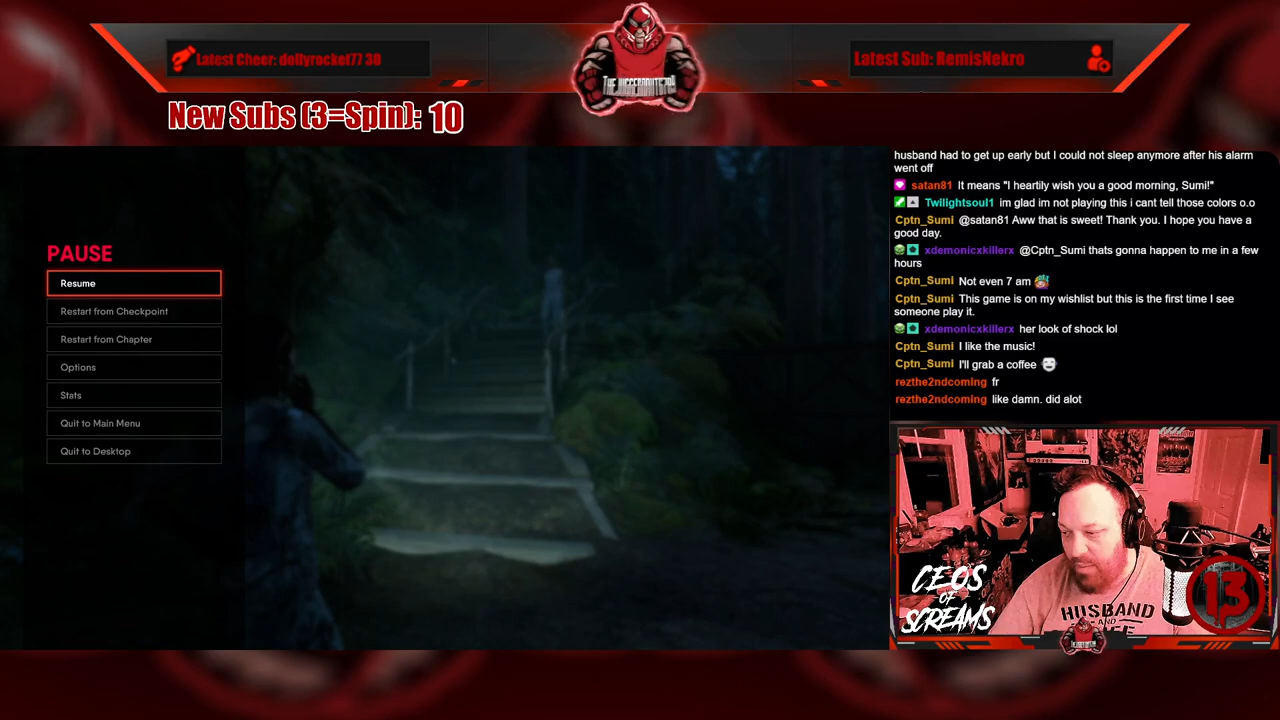 Latest Cheer: dollyrocket77 30
Latest Sub: RemisNekro
New Subs (3=Spin): 10
PAUSE
Resume
Restart from Checkpoint
Restart from Chapter
Options
Stats
Quit to Main Menu
Quit to Desktop
husband had to get up early but I could not sleep anymore after his alarm
went off
satan81 It means "I heartily wish you a good morning, Sumi!"
Twilightsoul1 im glad im not playing this i cant tell those colors o.o
Cptn_Sumi @satan81 Aww that is sweet! Thank you. I hope you have a
good day.
xdemonicxkillerx @Cptn_Sumi thats gonna happen to me in a few
hours
Cptn_Sumi Not even 7 am
Cptn_Sumi This game is on my wishlist but this is the first time I see
someone play it.
xdemonicxkillerx her look of shock lol
Cptn_Sumi I like the music!
Cptn_Sumi I'll grab a coffee
rezthe2ndcoming fr
rezthe2ndcoming like damn. did alot
CEOS
OF
SCREAMS
HUSBAND
AND
13